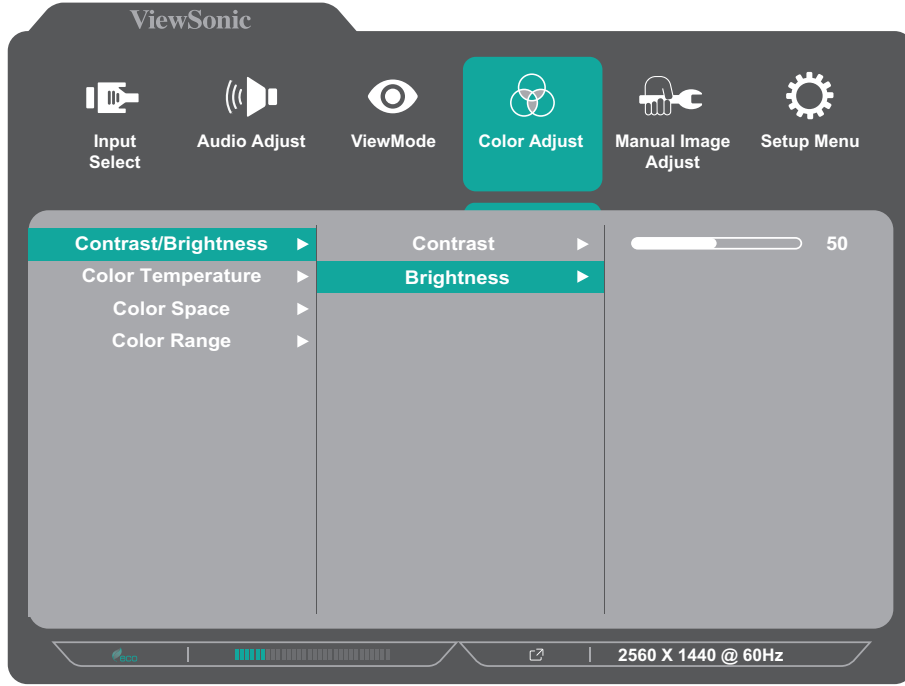 ViewSonic
Input
Select
Audio Adjust
ViewMode
Color Adjust
Manual Image
Adjust
Setup Menu
Contrast/Brightness
Contrast
50
Color Temperature
Brightness
Color Space
Color Range
eco
2560 X 1440 @ 60Hz